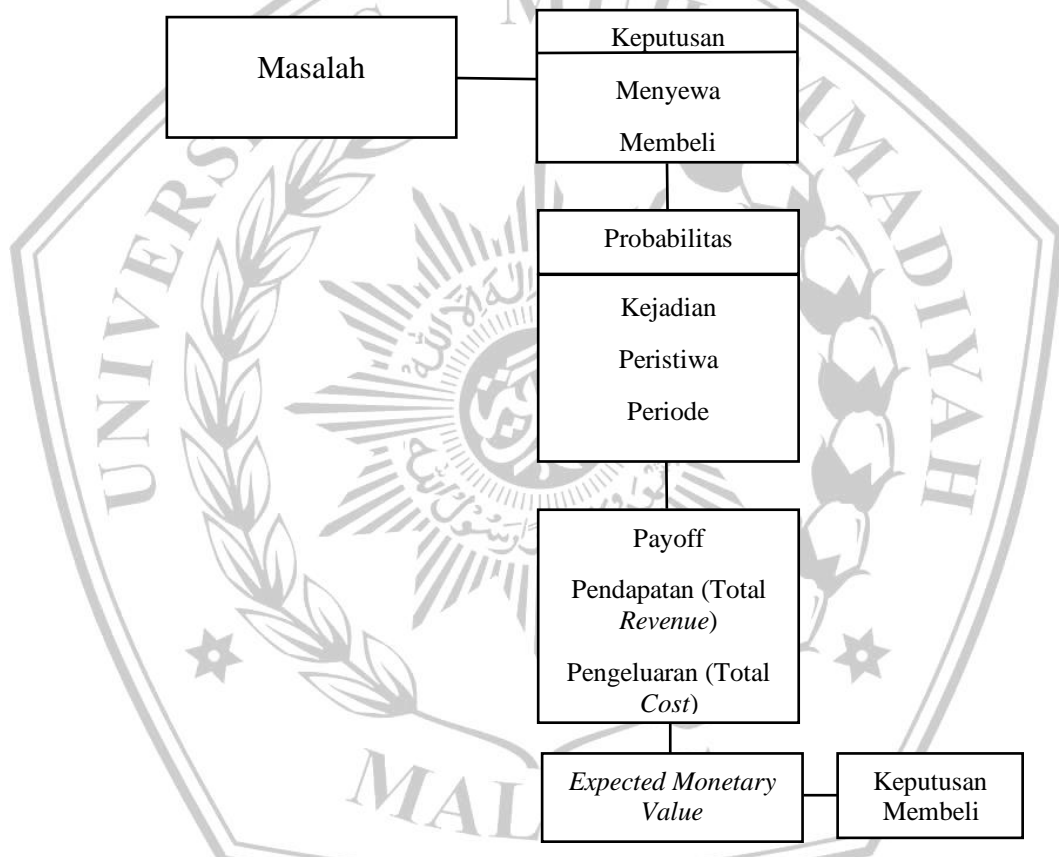 Masalah
Keputusan
Menyewa
Membeli
Probabilitas
Kejadian
Peristiwa
Periode
Payoff
Pendapatan (Total
Revenue)
Pengeluaran (Total
Cost)
Expected Monetary
Value
Keputusan
Membeli